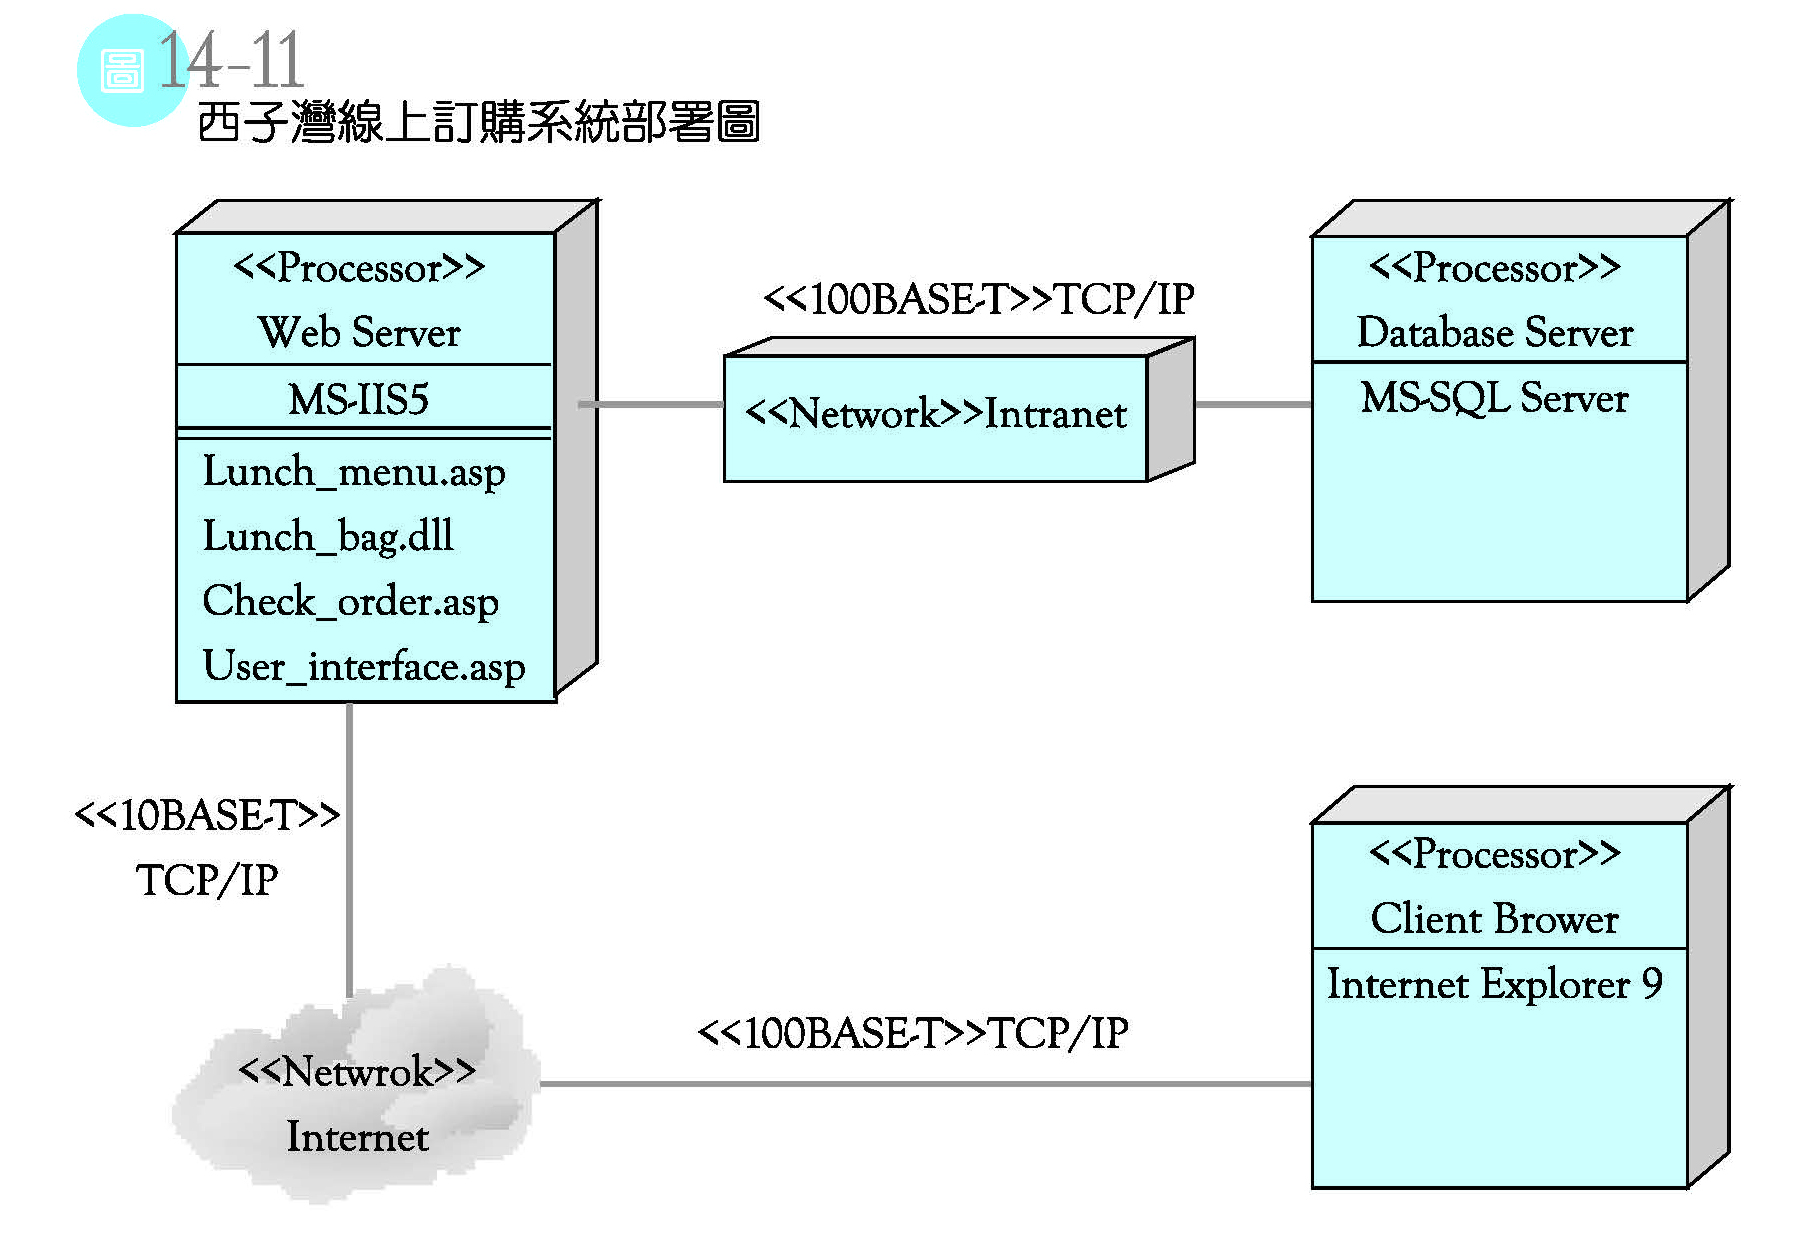 圖 14-11
西子灣線上訂購系統部署圖
<<Processor>>
Web Server
MS-IIS5
Lunch_menu.asp
Lunch_bag.dll
Check_order.asp
User_interface.asp
<<100BASE-T>>TCP/IP
<<Network>>Intranet
<<Processor>>
Database Server
MS-SQL Server
<<10BASE-T>>
TCP/IP
<<Netwrok>>
Internet
<<100BASE-T>>TCP/IP
<<Processor>>
Client Brower
Internet Explorer 9